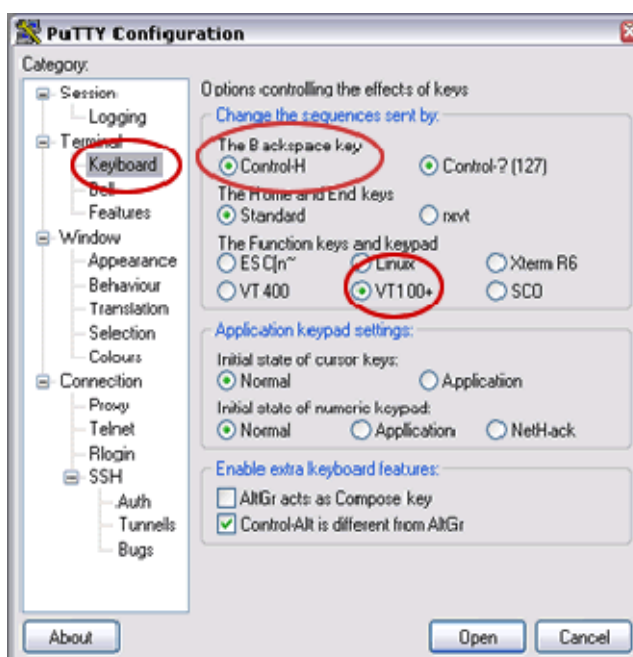 PuTTY Configuration
Category:
Session
Logging
Terminal
Keyboard
Bell
Features
Window
Appearance
Behaviour
Translation
Selection
Colours
Connection
Proxy
Telnet
Rlogin
SSH
Auth
Tunnels
Bugs
Options controlling the effects of keys
Change the sequences sent by:
The Backspace key
Control-H Control-? (127)
The Home and End keys
Standard rxvt
The Function keys and keypad
ESC[n~ Linux Xterm R6
VT400 VT100+ SCO
Application keypad settings:
Initial state of cursor keys:
Normal Application
Initial state of numeric keypad:
Normal Application NetHack
Enable extra keyboard features:
AltGr acts as Compose key
Control-Alt is different from AltGr
About Open Cancel